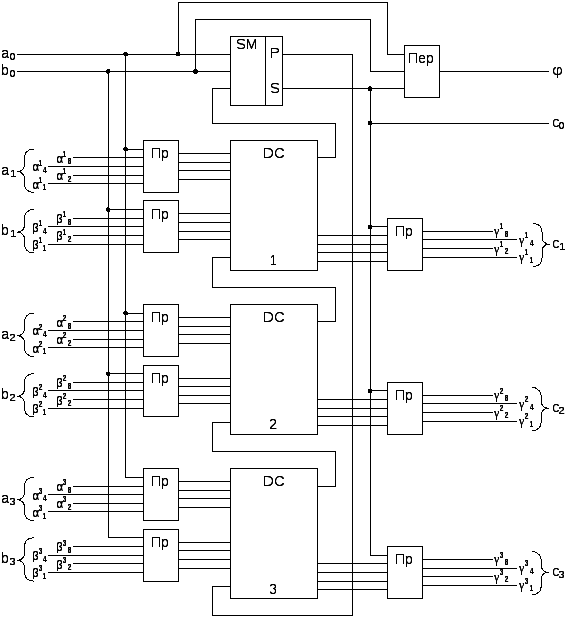 SM P
S
Пер
a₀
b₀
φ
c₀
a₁ α¹₈ α¹₄ α¹₂ α¹₁ Пр DC
b₁ β¹₈ β¹₄ β¹₂ β¹₁ Пр
1
Пр γ¹₈ γ¹₄ γ¹₂ γ¹₁ c₁
a₂ α²₈ α²₄ α²₂ α²₁ Пр DC
b₂ β²₈ β²₄ β²₂ β²₁ Пр
2
Пр γ²₈ γ²₄ γ²₂ γ²₁ c₂
a₃ α³₈ α³₄ α³₂ α³₁ Пр DC
b₃ β³₈ β³₄ β³₂ β³₁ Пр
3
Пр γ³₈ γ³₄ γ³₂ γ³₁ c₃